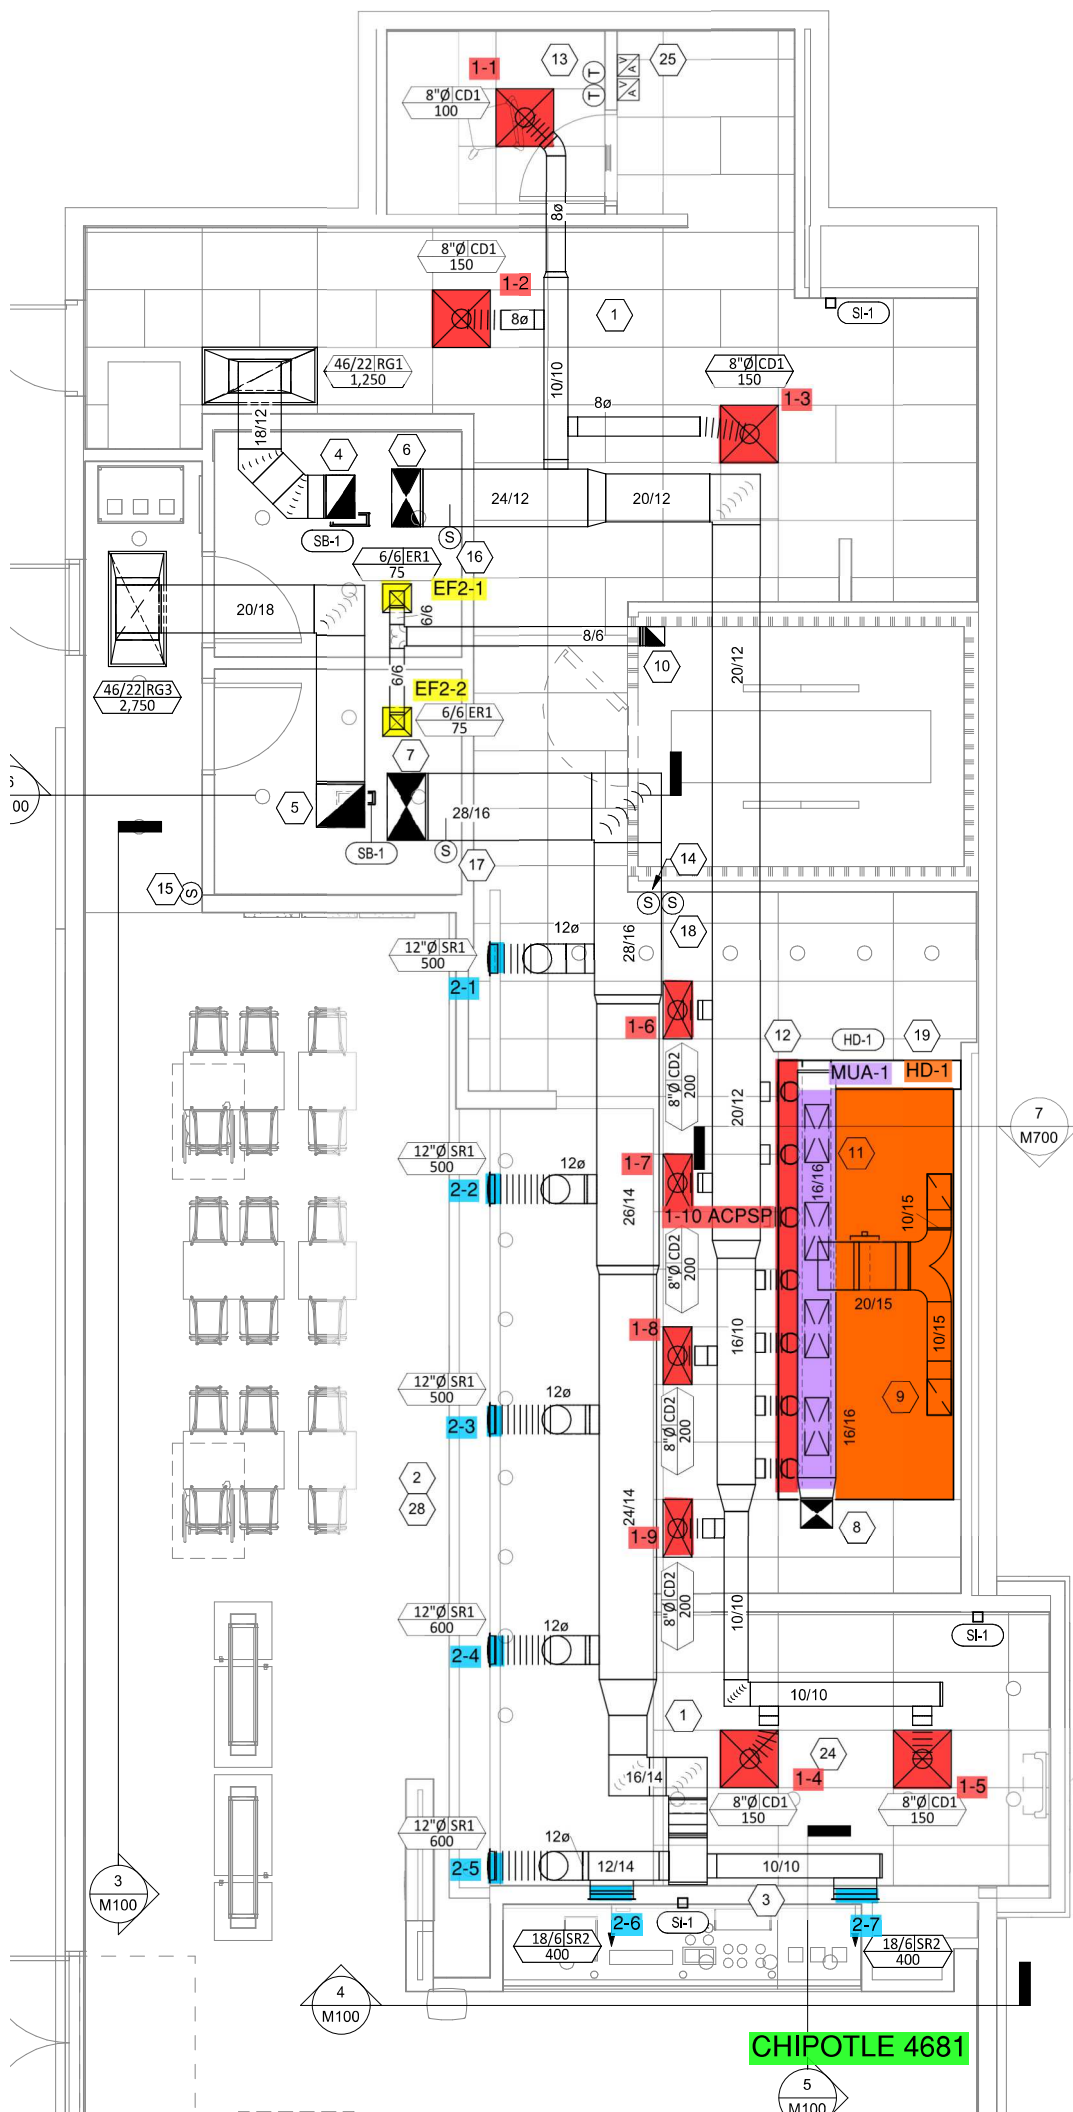 1-1
13
25
T
T
V
A
V
A
8"Ø CD1
100
8ø
8"Ø CD1
150
1-2
8ø
1
SI-1
46/22 RG1
1,250
8"Ø CD1
150
1-3
10/10
8ø
18/12
4
6
24/12
20/12
SB-1
S
16
6/6 ER1
75
EF2-1
6/6
20/18
8/6
10
20/12
6/6
46/22 RG3
2,750
EF2-2
6/6 ER1
75
7
6
00
5
28/16
SB-1
S
17
14
15
S
S
S
18
12ø
28/16
12"Ø SR1
500
2-1
1-6
12
HD-1
19
MUA-1
HD-1
8"Ø CD2
200
20/12
7
M700
12"Ø SR1
500
12ø
2-2
1-7
11
16/16
26/14
1-10 ACPSP
10/15
8"Ø CD2
200
20/15
1-8
16/10
10/15
12"Ø SR1
500
12ø
2-3
9
8"Ø CD2
200
16/16
2
28
24/14
1-9
8
8"Ø CD2
200
10/10
12"Ø SR1
600
12ø
2-4
SI-1
10/10
1
24
16/14
1-4
1-5
8"Ø CD1
150
8"Ø CD1
150
12"Ø SR1
600
12ø
2-5
12/14
10/10
3
M100
3
2-6
SI-1
2-7
18/6 SR2
400
18/6 SR2
400
4
M100
CHIPOTLE 4681
5
M100